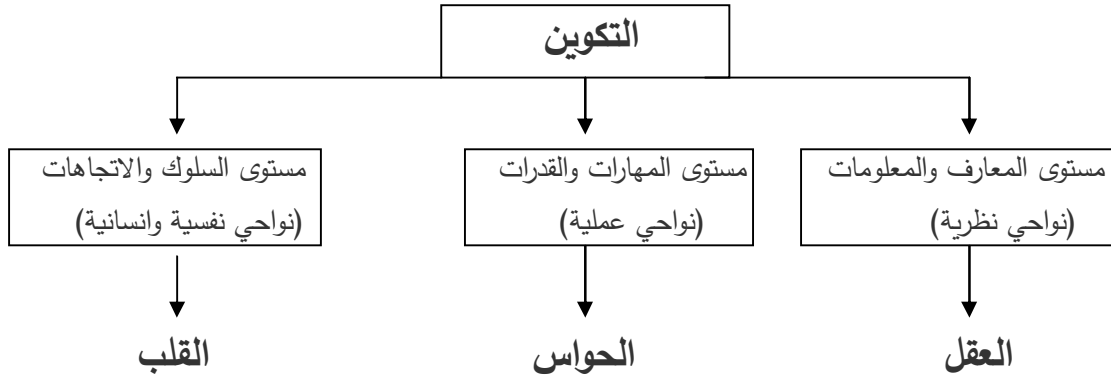 التكوين
مستوى المعارف والمعلومات
(نواحي نظرية)
مستوى المهارات والقدرات
(نواحي عملية)
مستوى السلوك والاتجاهات
(نواحي نفسية وانسانية)
العقل
الحواس
القلب